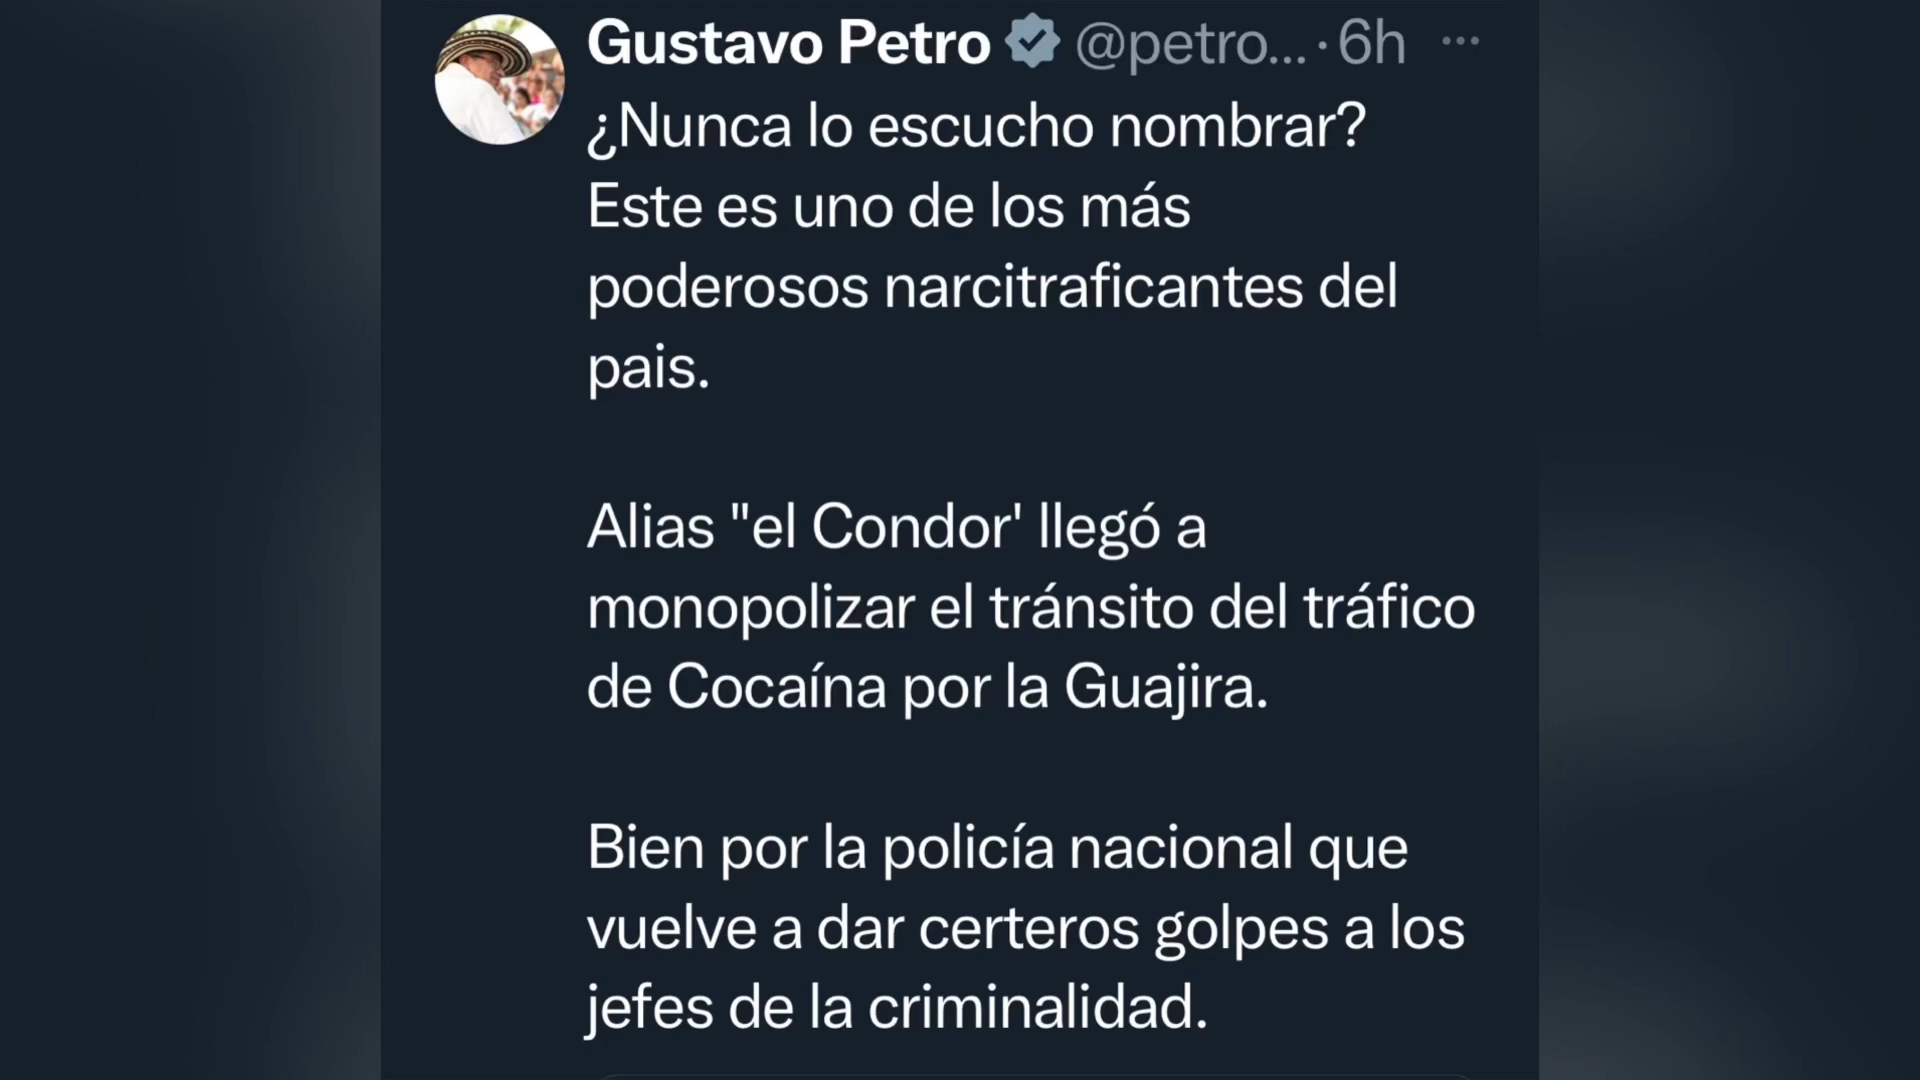 Gustavo Petro @petro... · 6h ...
¿Nunca lo escucho nombrar?
Este es uno de los más
poderosos narcitraficantes del
pais.
Alias "el Condor' llegó a
monopolizar el tránsito del tráfico
de Cocaína por la Guajira.
Bien por la policía nacional que
vuelve a dar certeros golpes a los
jefes de la criminalidad.